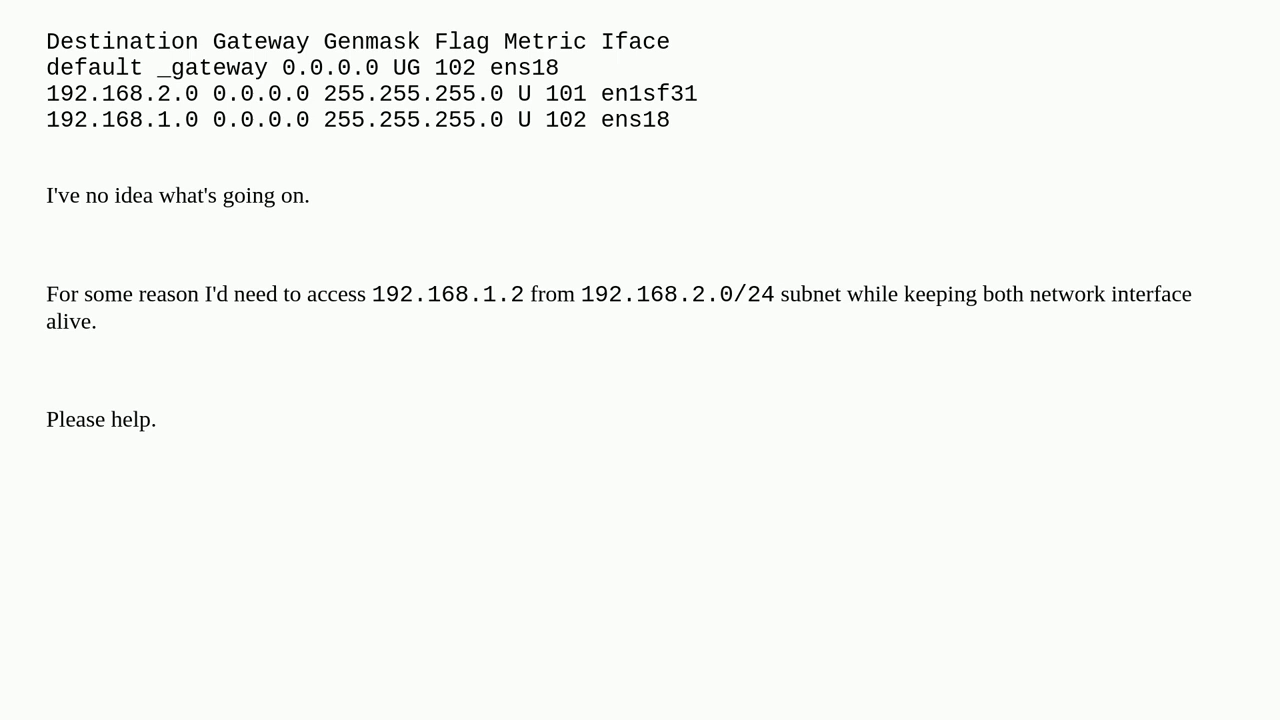 Destination Gateway Genmask Flag Metric Iface
default _gateway 0.0.0.0 UG 102 ens18
192.168.2.0 0.0.0.0 255.255.255.0 U 101 en1sf31
192.168.1.0 0.0.0.0 255.255.255.0 U 102 ens18
I've no idea what's going on.
For some reason I'd need to access 192.168.1.2 from 192.168.2.0/24 subnet while keeping both network interface
alive.
Please help.